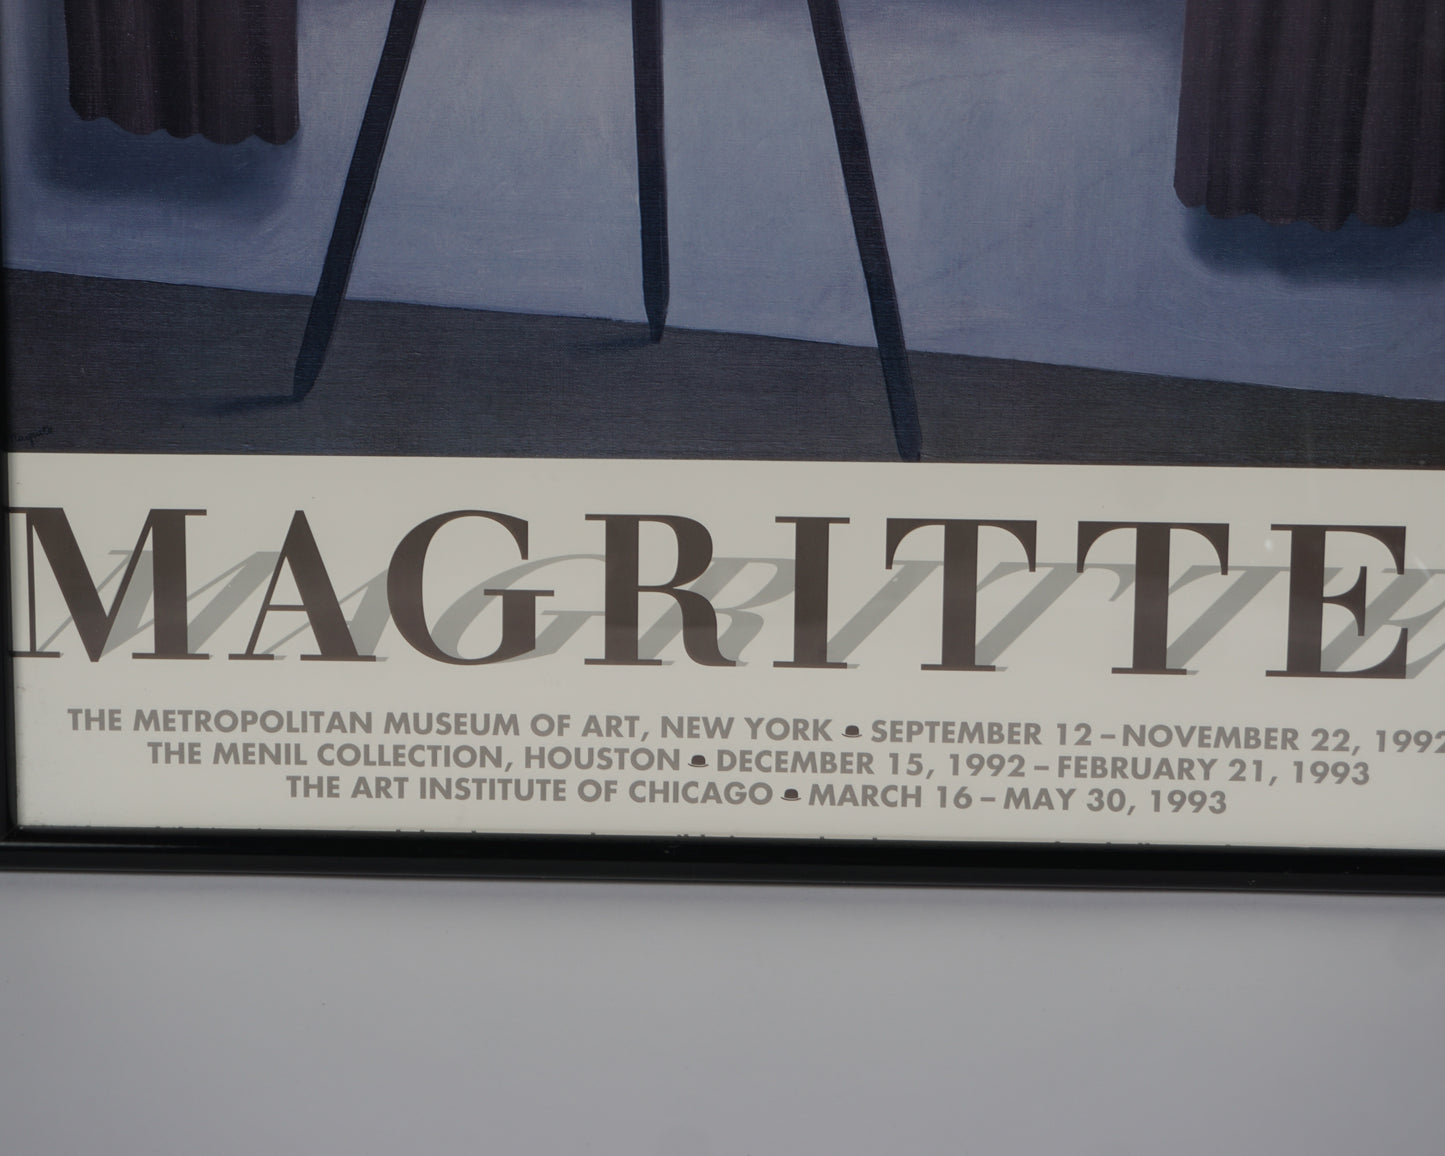 Magritte
MAGRITTE
THE METROPOLITAN MUSEUM OF ART, NEW YORK SEPTEMBER 12 – NOVEMBER 22, 1992
THE MENIL COLLECTION, HOUSTON DECEMBER 15, 1992 – FEBRUARY 21, 1993
THE ART INSTITUTE OF CHICAGO MARCH 16 – MAY 30, 1993